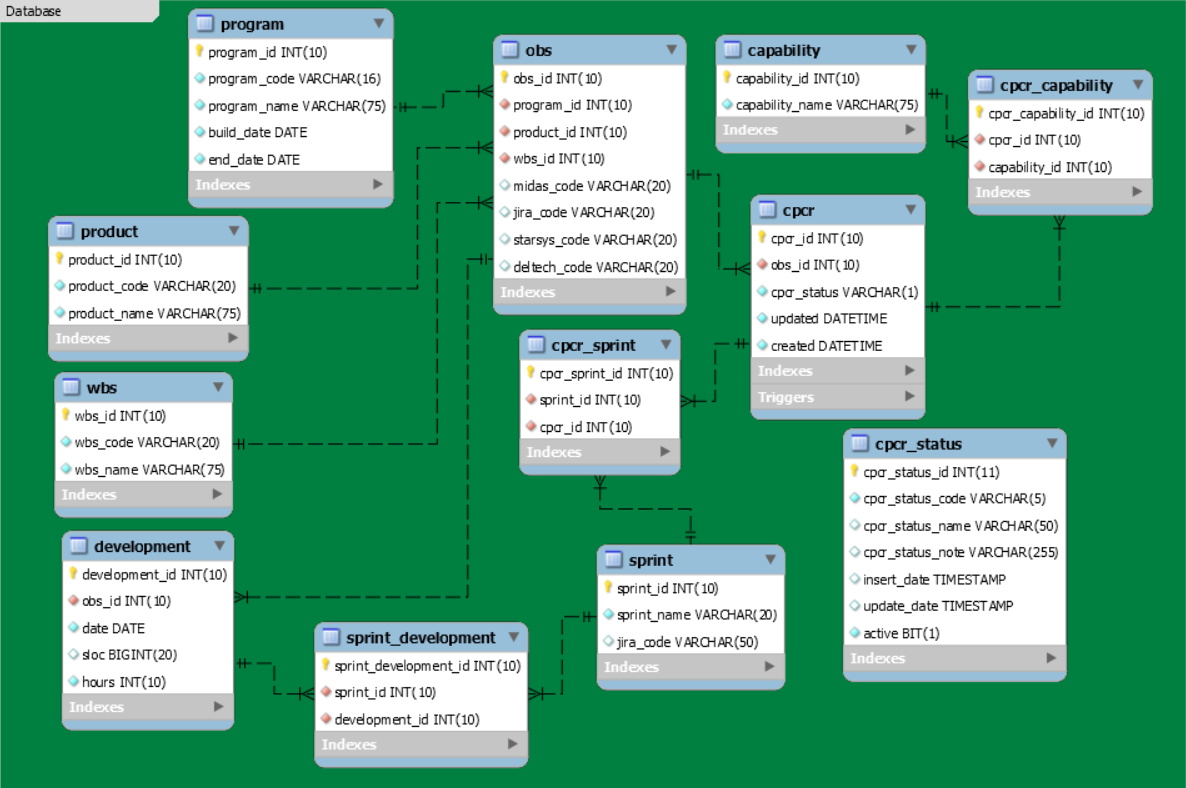 Database
program
program_id INT(10)
program_code VARCHAR(16)
program_name VARCHAR(75)
build_date DATE
end_date DATE
Indexes
product
product_id INT(10)
product_code VARCHAR(20)
product_name VARCHAR(75)
Indexes
wbs
wbs_id INT(10)
wbs_code VARCHAR(20)
wbs_name VARCHAR(75)
Indexes
development
development_id INT(10)
obs_id INT(10)
date DATE
sloc BIGINT(20)
hours INT(10)
Indexes
obs
obs_id INT(10)
program_id INT(10)
product_id INT(10)
wbs_id INT(10)
midas_code VARCHAR(20)
jira_code VARCHAR(20)
starsys_code VARCHAR(20)
deltech_code VARCHAR(20)
Indexes
cpcr_sprint
cpcr_sprint_id INT(10)
sprint_id INT(10)
cpcr_id INT(10)
Indexes
sprint_development
sprint_development_id INT(10)
sprint_id INT(10)
development_id INT(10)
Indexes
sprint
sprint_id INT(10)
sprint_name VARCHAR(20)
jira_code VARCHAR(50)
Indexes
capability
capability_id INT(10)
capability_name VARCHAR(75)
Indexes
cpcr_capability
cpcr_capability_id INT(10)
cpcr_id INT(10)
capability_id INT(10)
Indexes
cpcr
cpcr_id INT(10)
obs_id INT(10)
cpcr_status VARCHAR(1)
updated DATETIME
created DATETIME
Indexes
Triggers
cpcr_status
cpcr_status_id INT(11)
cpcr_status_code VARCHAR(5)
cpcr_status_name VARCHAR(50)
cpcr_status_note VARCHAR(255)
insert_date TIMESTAMP
update_date TIMESTAMP
active BIT(1)
Indexes